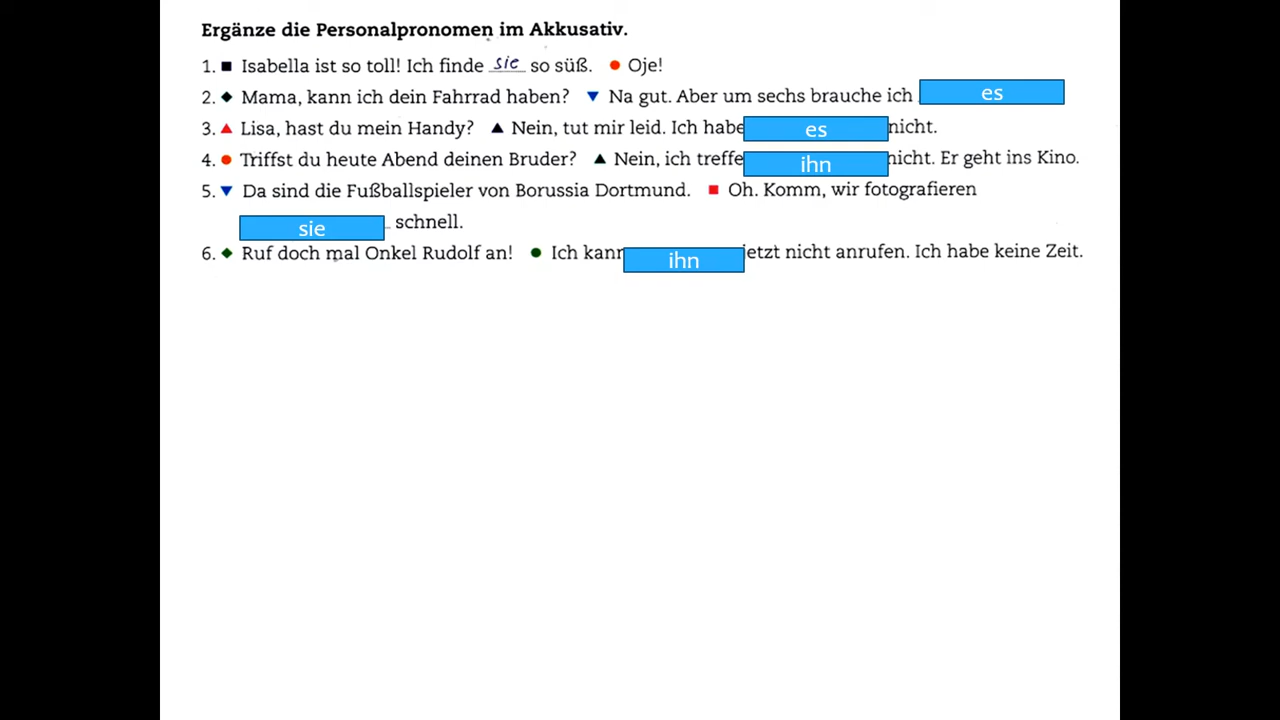 Ergänze die Personalpronomen im Akkusativ.
1. Isabella ist so toll! Ich finde sie so süß. Oje!
2. Mama, kann ich dein Fahrrad haben? Na gut. Aber um sechs brauche ich es
3. Lisa, hast du mein Handy? Nein, tut mir leid. Ich habe es nicht.
4. Triffst du heute Abend deinen Bruder? Nein, ich treffe ihn nicht. Er geht ins Kino.
5. Da sind die Fußballspieler von Borussia Dortmund. Oh. Komm, wir fotografieren
sie schnell.
6. Ruf doch mal Onkel Rudolf an! Ich kann ihn jetzt nicht anrufen. Ich habe keine Zeit.